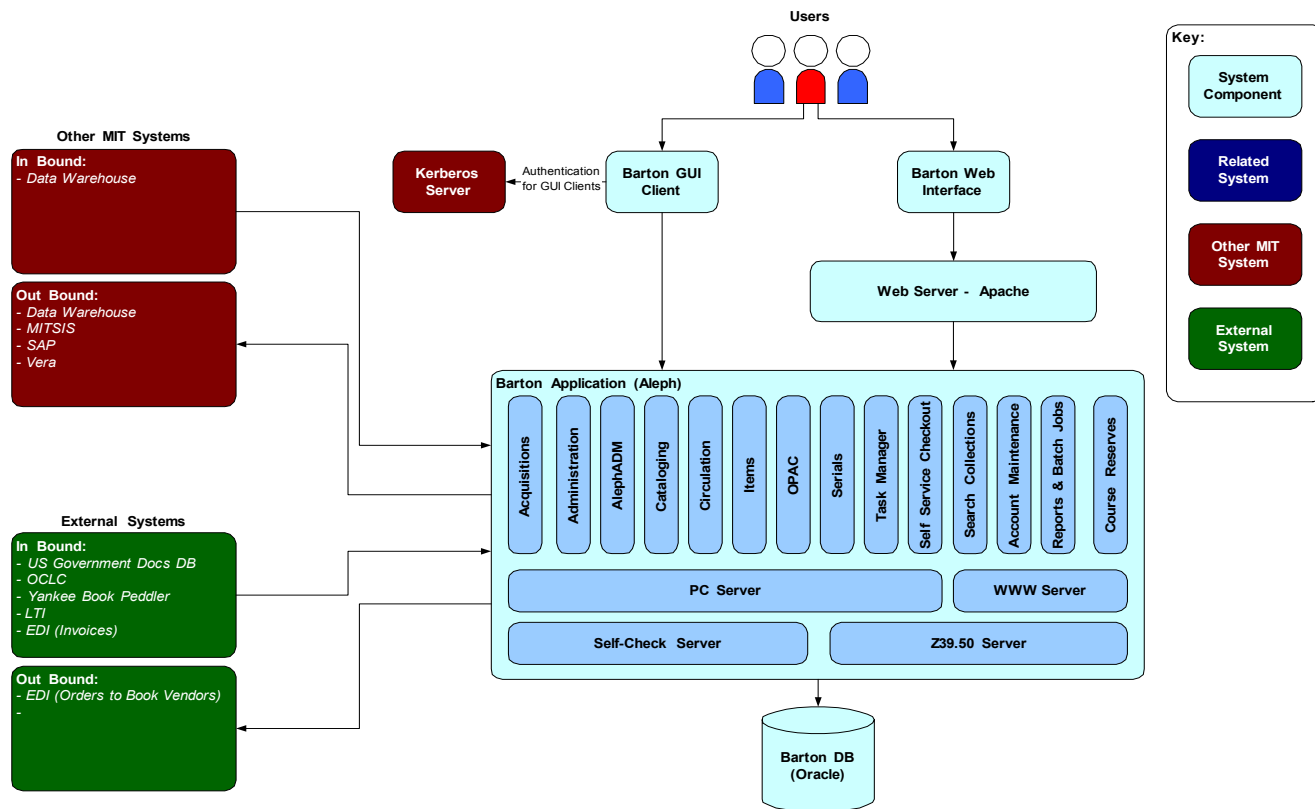 Users
Key:
System
Component
Related
System
Other MIT
System
External
System
Other MIT Systems
In Bound:
- Data Warehouse
Out Bound:
- Data Warehouse
- MITSIS
- SAP
- Vera
Kerberos
Server
Authentication
for GUI Clients
Barton GUI
Client
Barton Web
Interface
Web Server - Apache
Barton Application (Aleph)
Acquisitions
Administration
AlephADM
Cataloging
Circulation
Items
OPAC
Serials
Task Manager
Self Service Checkout
Search Collections
Account Maintenance
Reports & Batch Jobs
Course Reserves
PC Server
WWW Server
Self-Check Server
Z39.50 Server
External Systems
In Bound:
- US Government Docs DB
- OCLC
- Yankee Book Peddler
- LTI
- EDI (Invoices)
Out Bound:
- EDI (Orders to Book Vendors)
-
Barton DB
(Oracle)